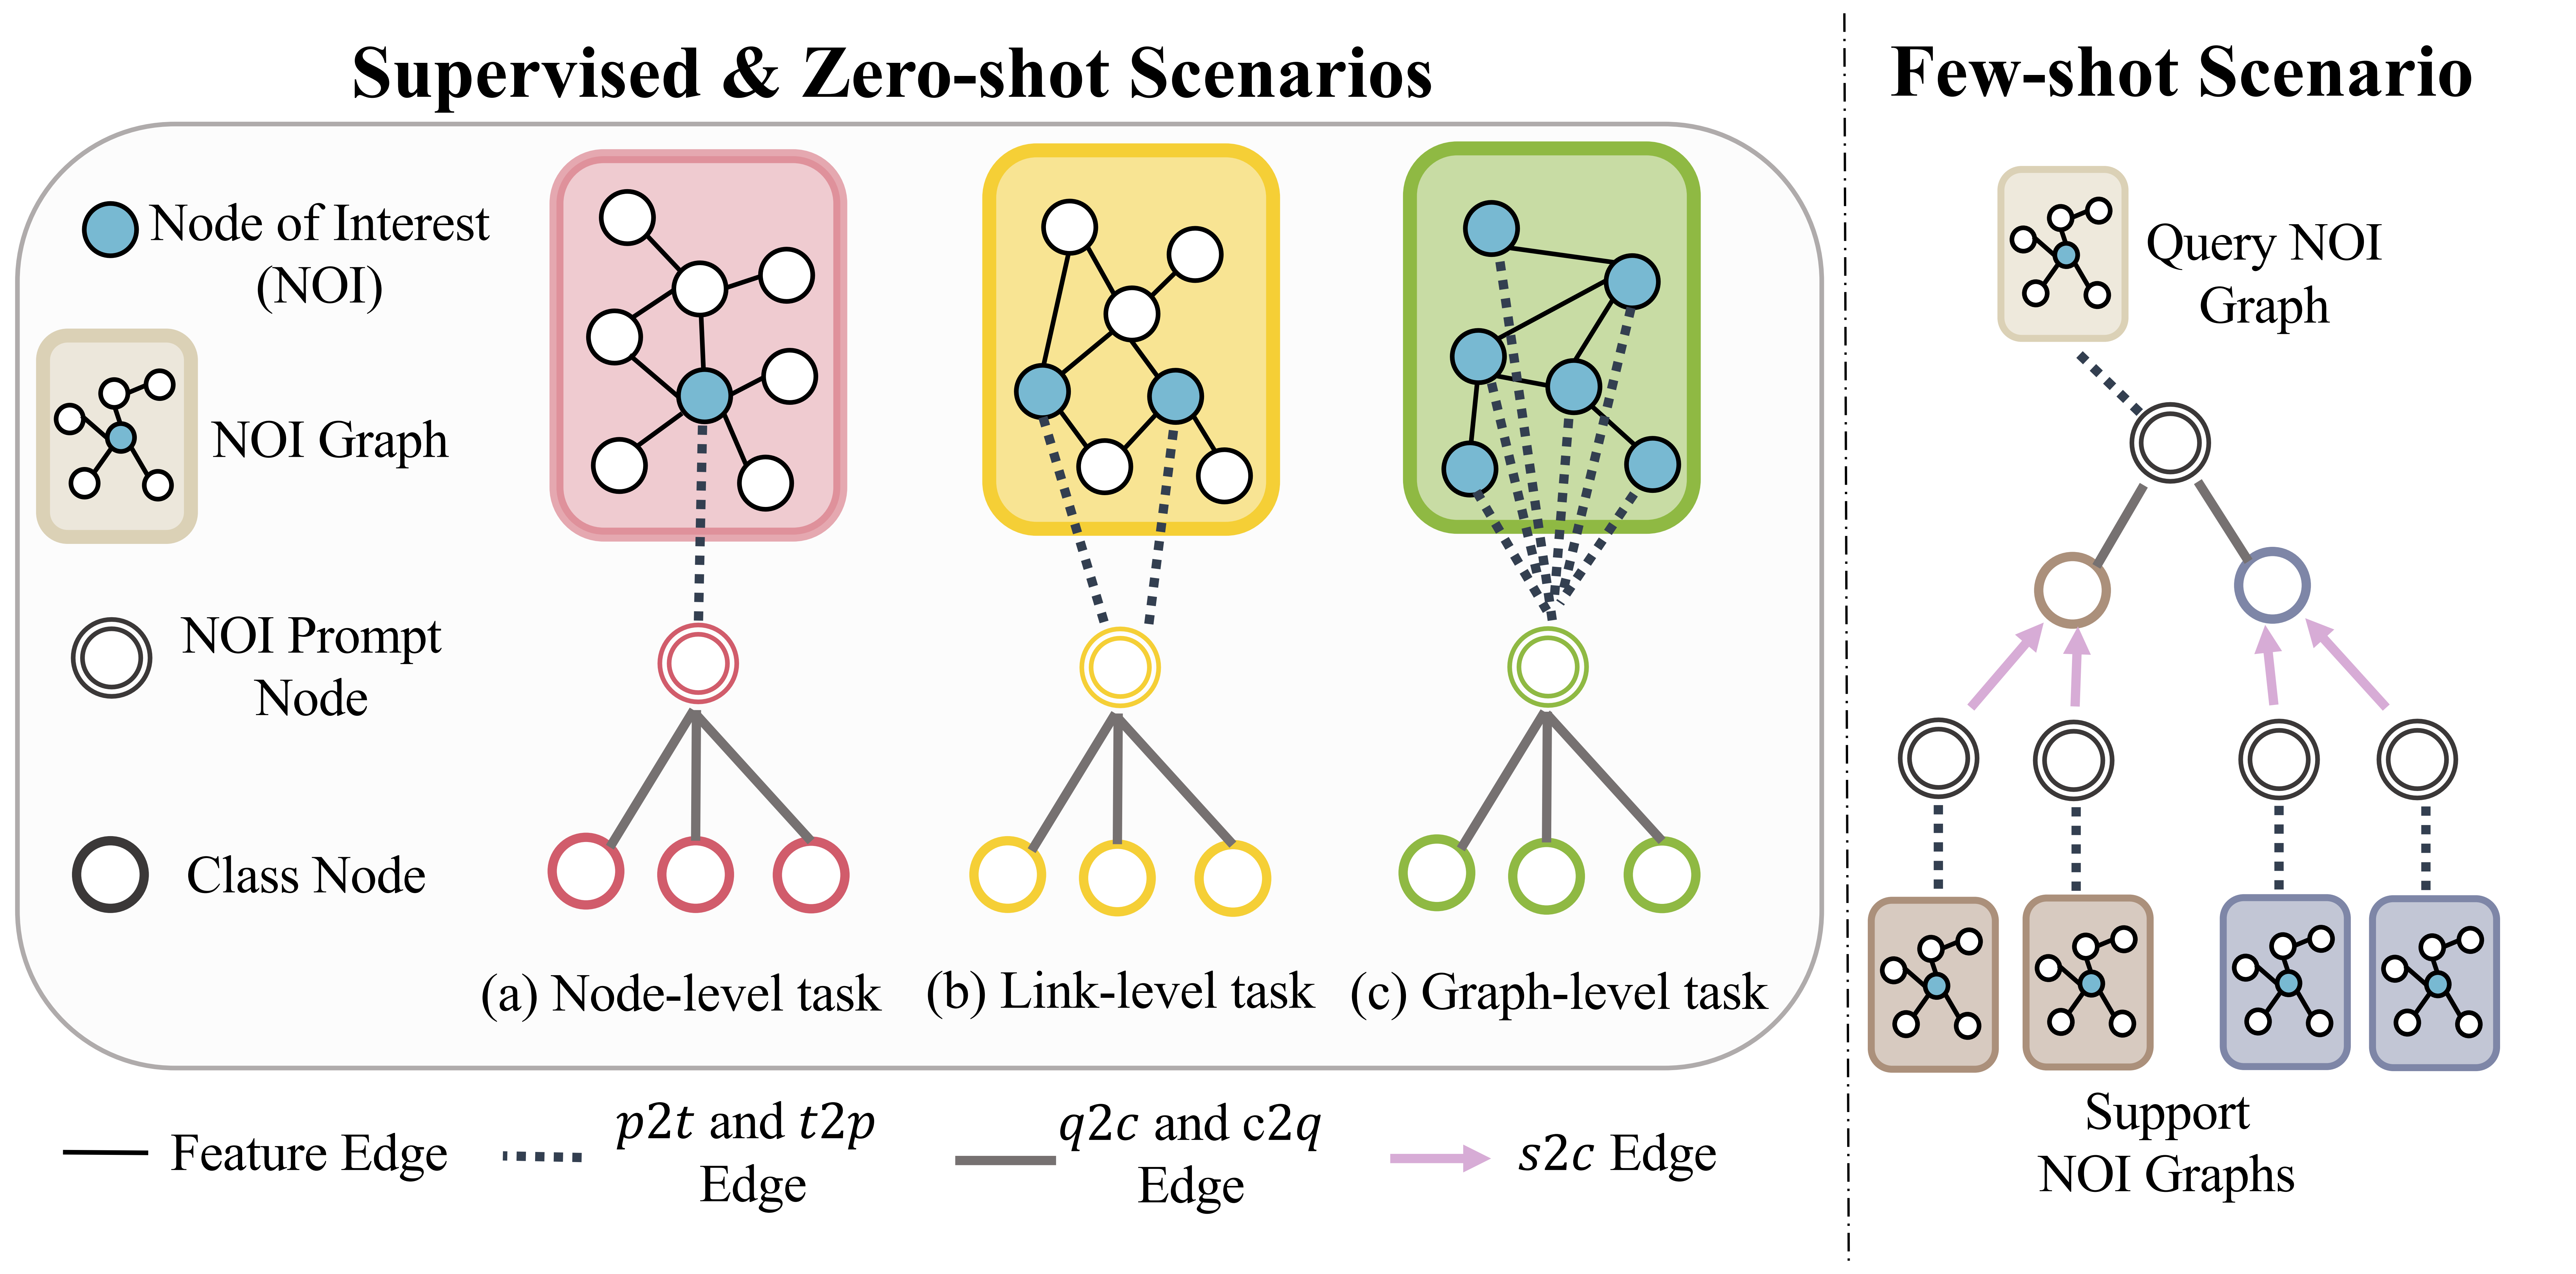 Supervised & Zero-shot Scenarios
Node of Interest
(NOI)
NOI Graph
NOI Prompt
Node
Class Node
(a) Node-level task
(b) Link-level task
(c) Graph-level task
Feature Edge
p2t and t2p
Edge
q2c and c2q
Edge
s2c Edge
Few-shot Scenario
Query NOI
Graph
Support
NOI Graphs